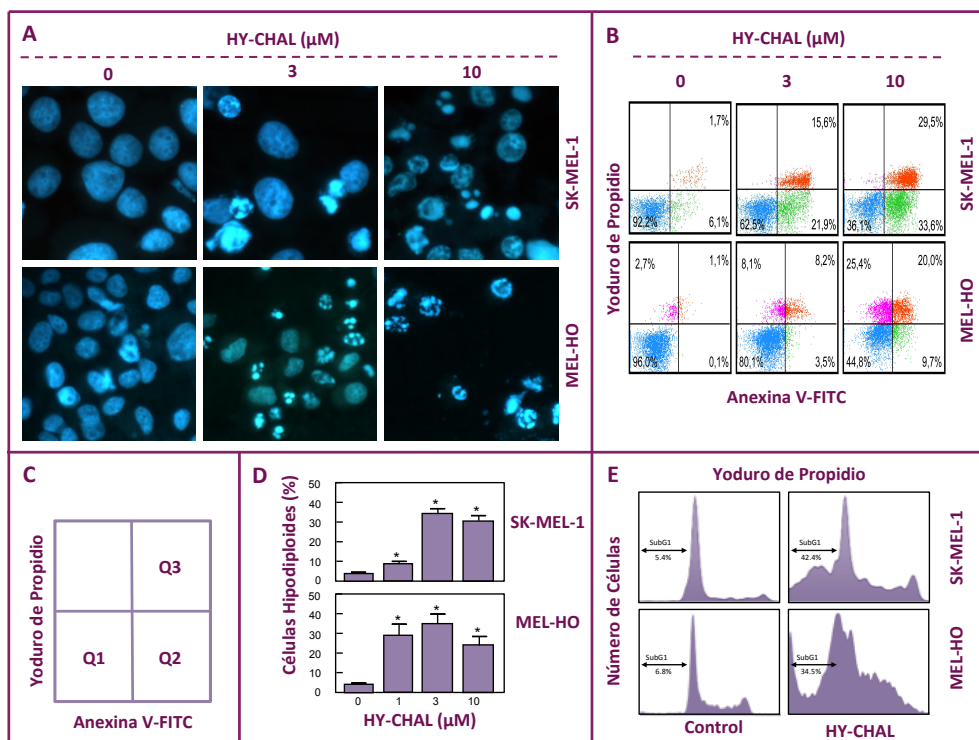 A
HY-CHAL (µM)
0
3
10
SK-MEL-1
MEL-HO
B
HY-CHAL (µM)
0
3
10
1,7%
15,6%
29,5%
92,2%
6,1%
62,5%
21,9%
36,1%
33,6%
SK-MEL-1
2,7%
1,1%
8,1%
8,2%
25,4%
20,0%
96,0%
0,1%
80,1%
3,5%
44,8%
9,7%
MEL-HO
Yoduro de Propidio
Anexina V-FITC
C
Yoduro de Propidio
Q3
Q1
Q2
Anexina V-FITC
D
Células Hipodiploides (%)
50
40
30
20
10
0
*
*
*
SK-MEL-1
50
40
30
20
10
0
*
*
*
MEL-HO
0
1
3
10
HY-CHAL (µM)
E
Yoduro de Propidio
Número de Células
SubG1
5.4%
SubG1
42.4%
SK-MEL-1
SubG1
6.8%
SubG1
34.5%
MEL-HO
Control
HY-CHAL